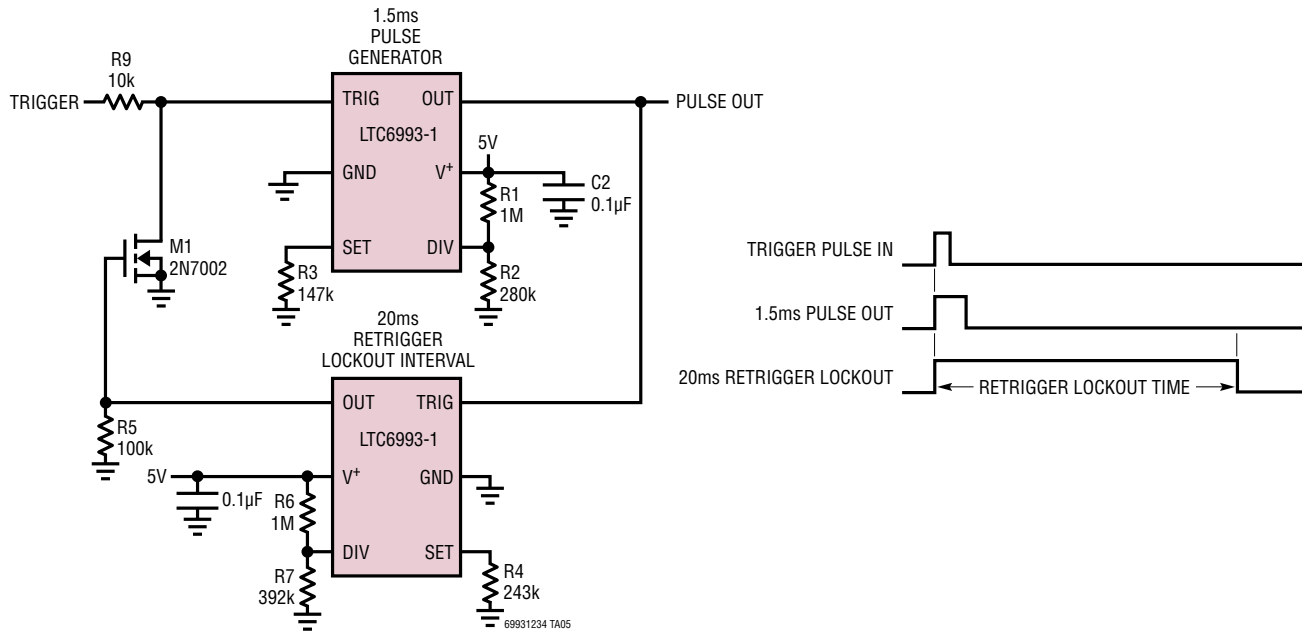 1.5ms
PULSE
GENERATOR
R9
10k
TRIGGER
TRIG
OUT
PULSE OUT
LTC6993-1
5V
GND
V+
C2
0.1µF
R1
1M
M1
2N7002
SET
DIV
R3
147k
R2
280k
20ms
RETRIGGER
LOCKOUT INTERVAL
OUT
TRIG
LTC6993-1
R5
100k
5V
V+
GND
0.1µF
R6
1M
DIV
SET
R7
392k
R4
243k
69931234 TA05
TRIGGER PULSE IN
1.5ms PULSE OUT
20ms RETRIGGER LOCKOUT
RETRIGGER LOCKOUT TIME